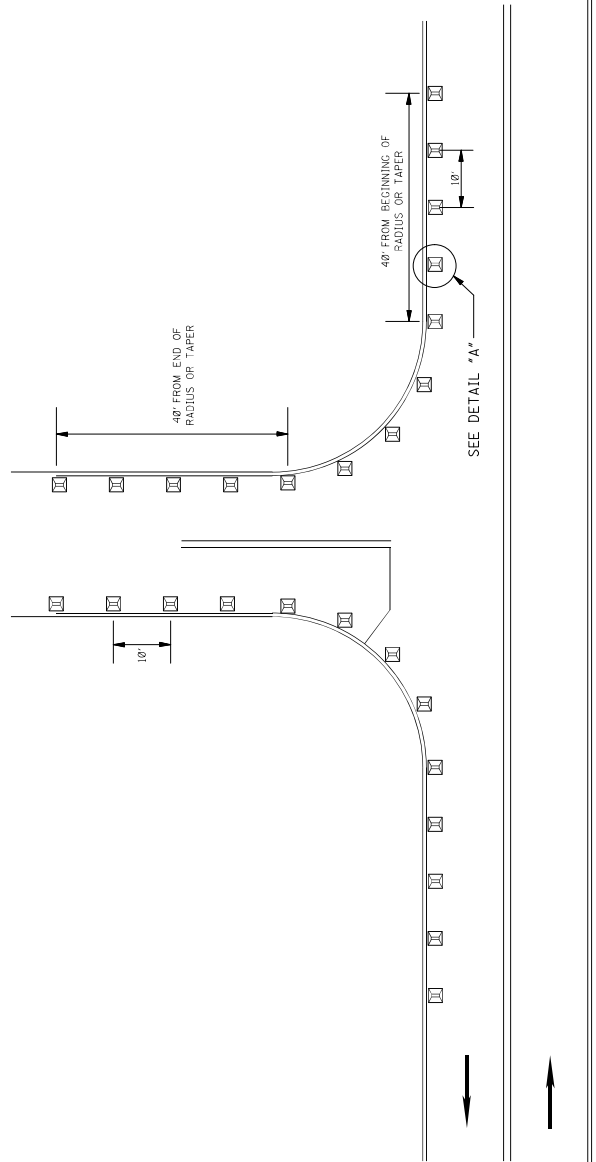 40' FROM BEGINNING OF
RADIUS OR TAPER
10'
SEE DETAIL "A"
40' FROM END OF
RADIUS OR TAPER
10'